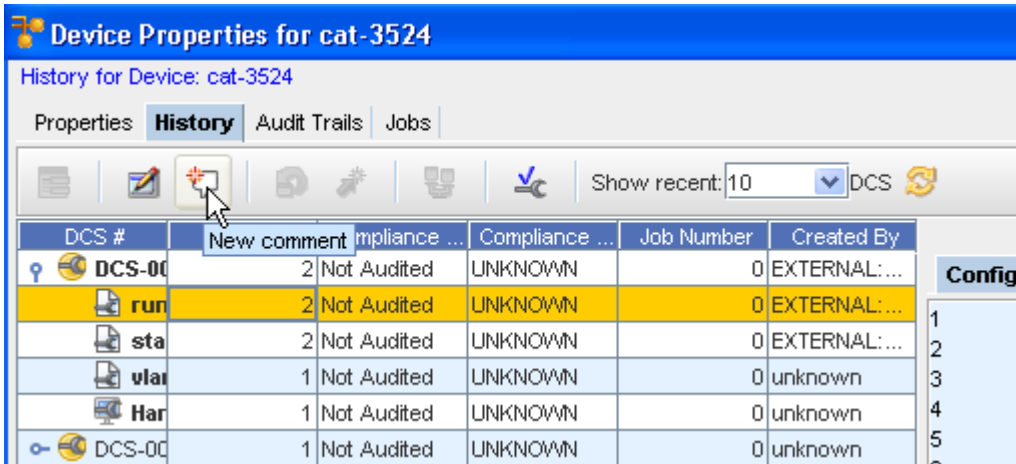 Device Properties for cat-3524
History for Device: cat-3524
Properties History Audit Trails Jobs
Show recent: 10 DCS
DCS # New comment mpliance ... Compliance ... Job Number Created By
DCS-00 2 Not Audited UNKNOWN 0 EXTERNAL:...
Config
run 2 Not Audited UNKNOWN 0 EXTERNAL:...
1
sta 2 Not Audited UNKNOWN 0 EXTERNAL:...
2
vlan 1 Not Audited UNKNOWN 0 unknown
3
Har 1 Not Audited UNKNOWN 0 unknown
4
DCS-00 1 Not Audited UNKNOWN 0 unknown
5